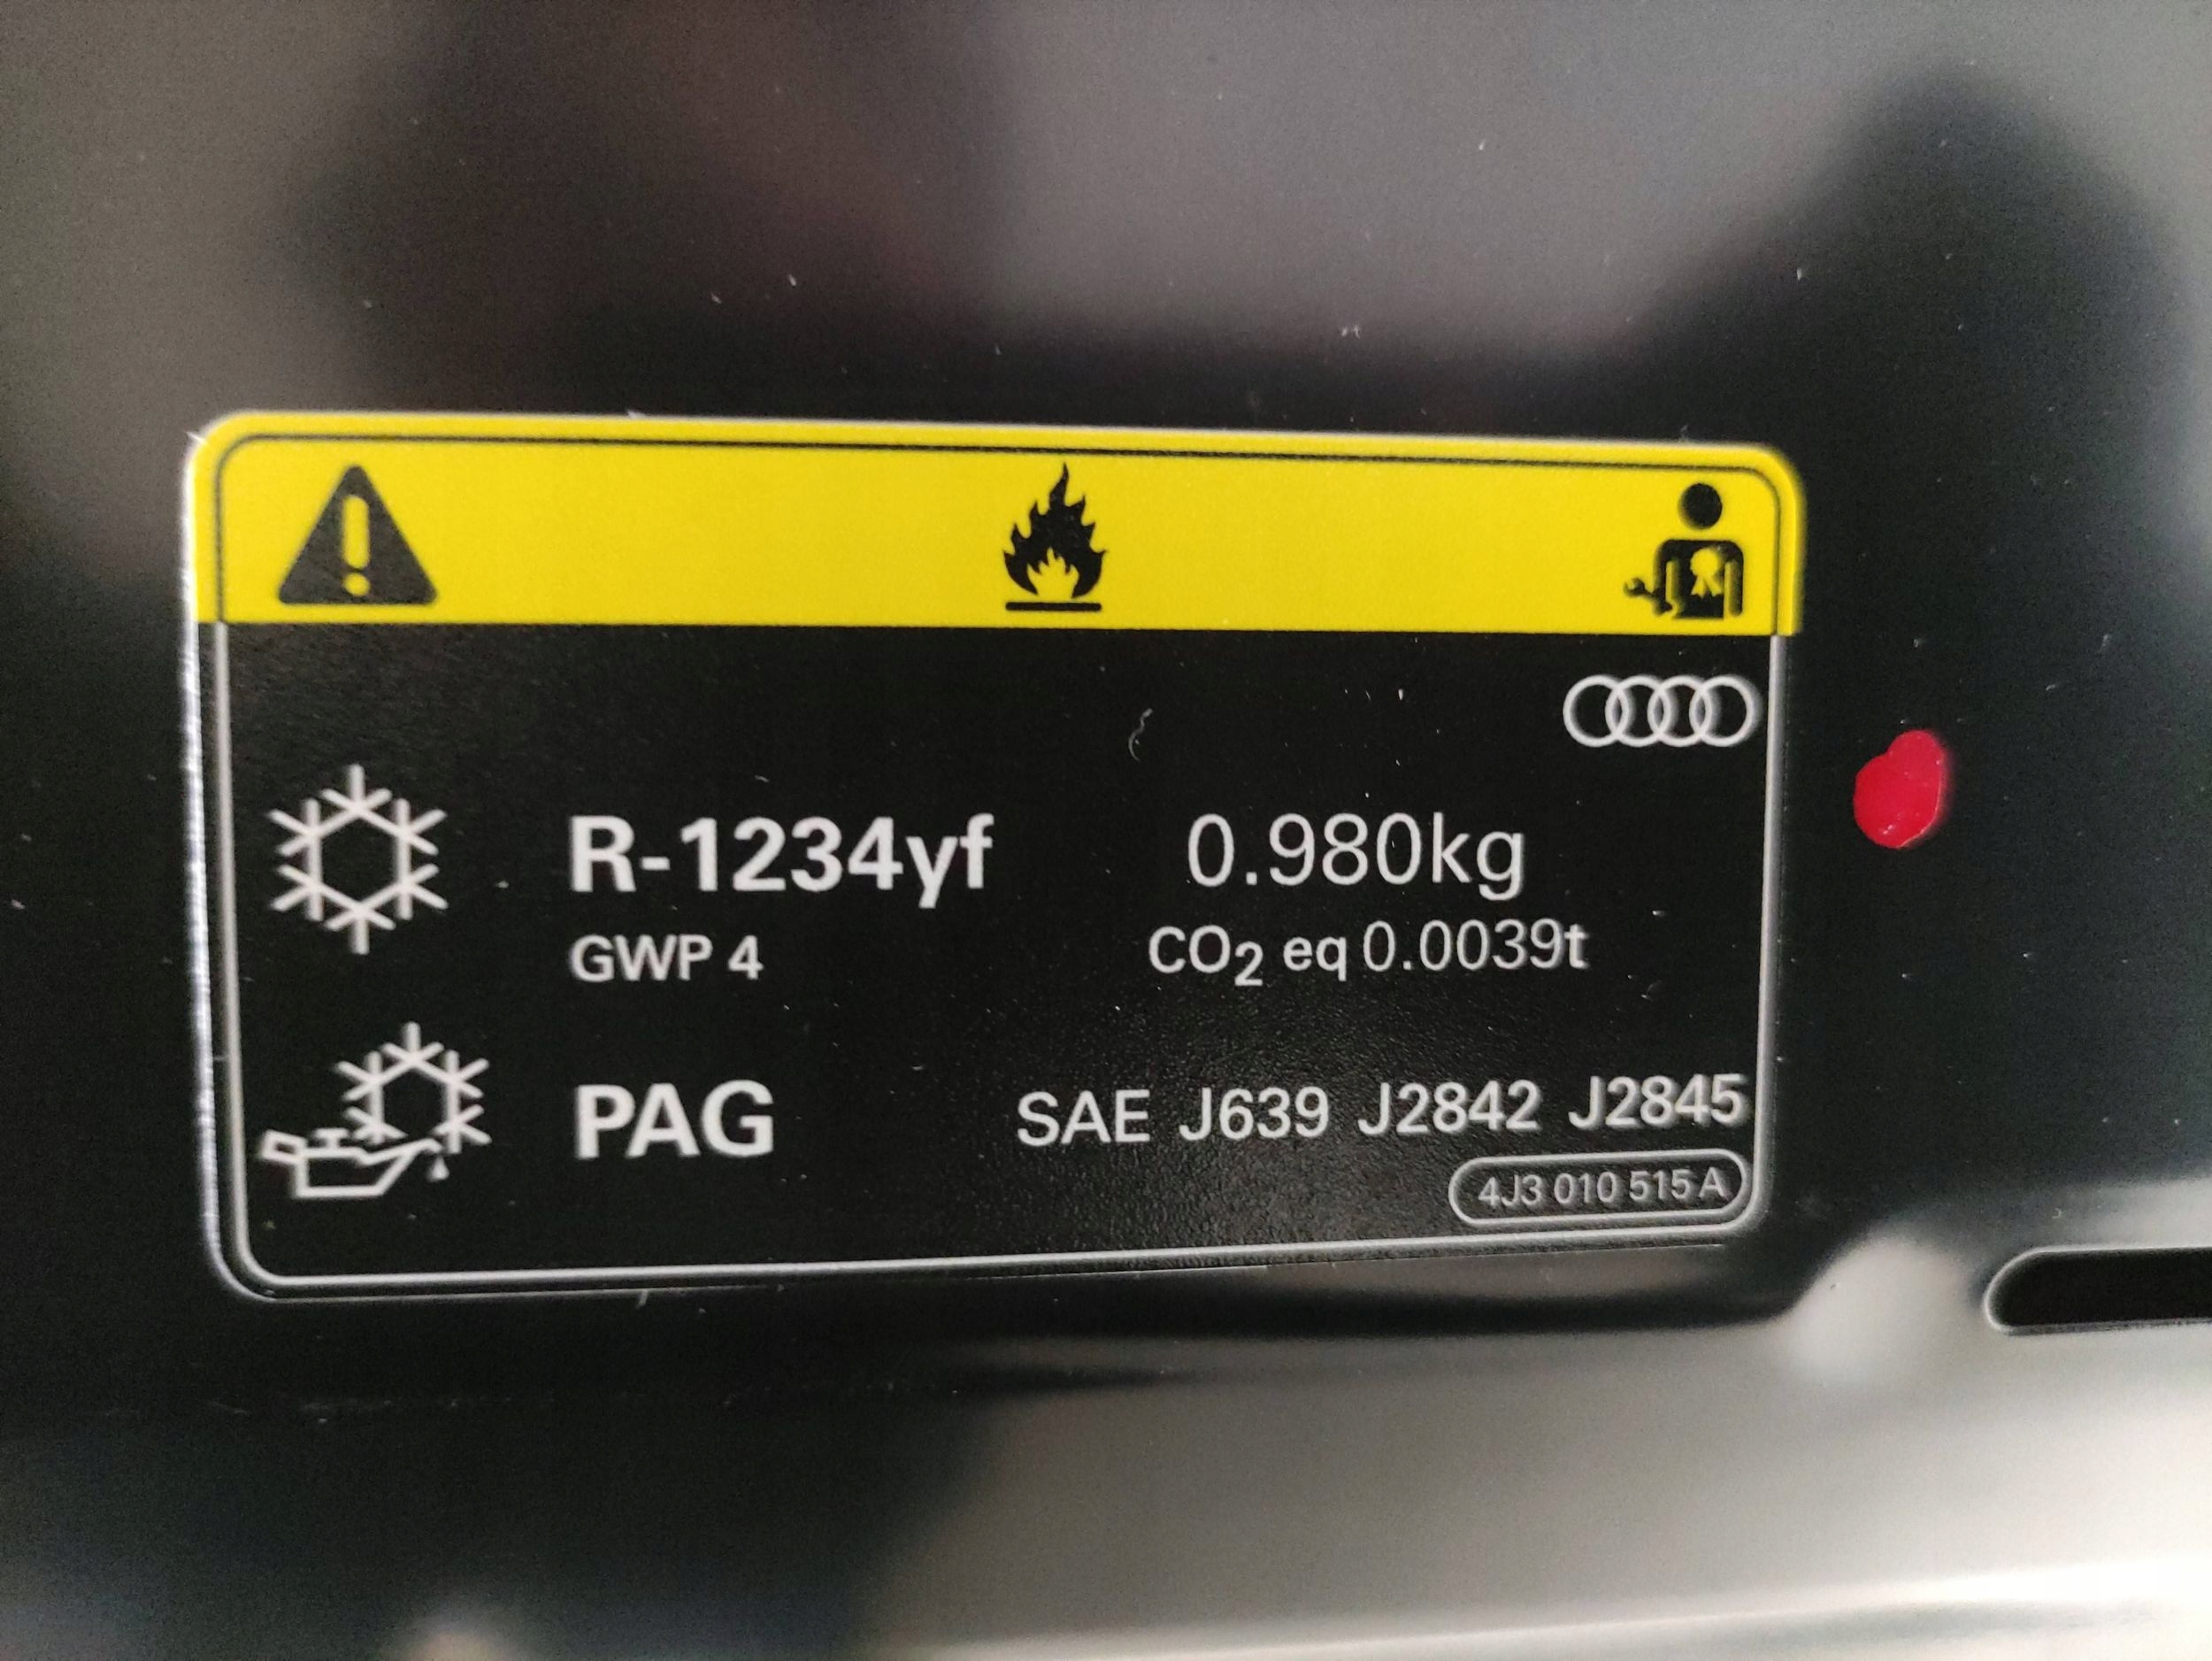 R-1234yf 0.980kg
GWP 4 CO₂ eq 0.0039t
PAG SAE J639 J2842 J2845
4J3 010 515 A